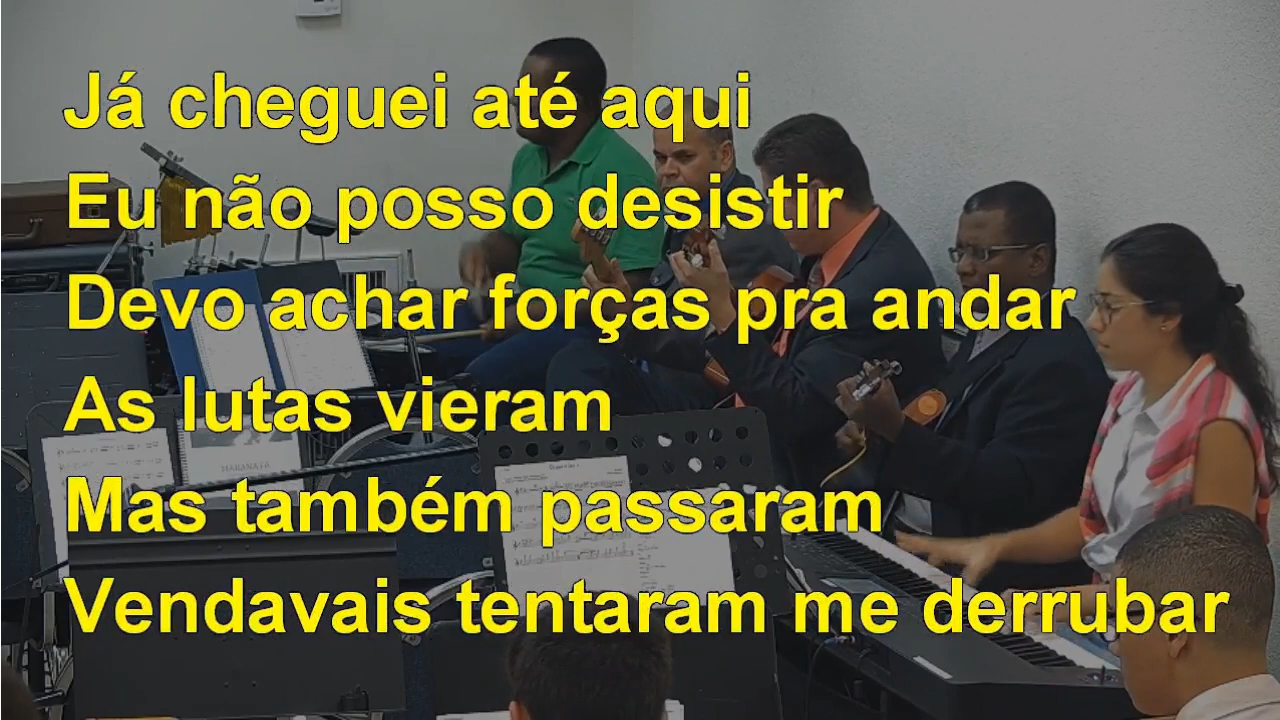 Já cheguei até aqui
Eu não posso desistir
Devo achar forças pra andar
As lutas vieram
Mas também passaram
Vendavais tentaram me derrubar
MARANATA